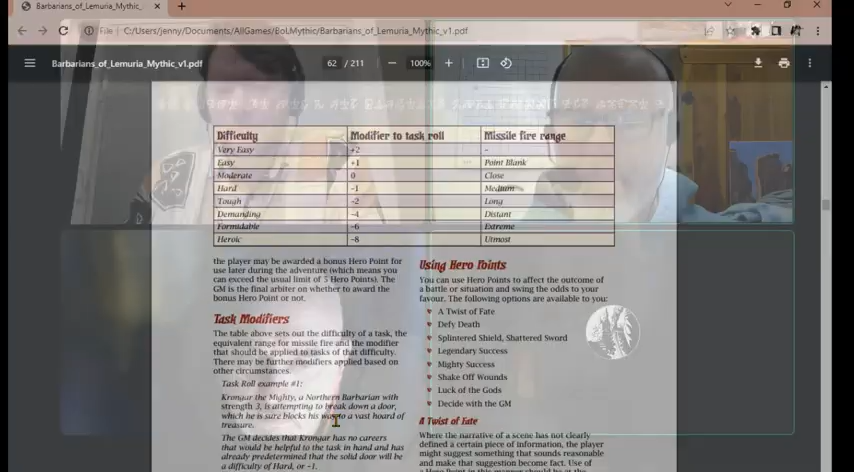 Barbarians_of_Lemuria_Mythic_v1.p
File
C:/Users/jenny/Documents/AllGames/BoLMythic/Barbarians_of_Lemuria_Mythic_v1.pdf
Barbarians_of_Lemuria_Mythic_v1.pdf
62 / 211
100%
Difficulty Modifier to task roll Missile fire range
Very Easy +2 –
Easy +1 Point Blank
Moderate 0 Close
Hard -1 Medium
Tough -2 Long
Demanding -4 Distant
Formidable -6 Extreme
Heroic -8 Utmost
the player may be awarded a bonus Hero Point for
use later during the adventure (which means you
can exceed the usual limit of 5 Hero Points). The
GM is the final arbiter on whether to award the
bonus Hero Point or not.
Task Modifiers
The table above sets out the difficulty of a task, the
equivalent range for missile fire and the modifier
that should be applied to tasks of that difficulty.
There may be further modifiers applied based on
other circumstances.
Task Roll example #1:
Krongar the Mighty, a Northern Barbarian with
strength 3, is attempting to break down a door,
which he is sure blocks his way to a vast hoard of
treasure.
The GM decides that Krongar has no careers
that would be helpful to the task in hand and has
already predetermined that the solid door will be
a difficulty of Hard, or -1.
Using Hero Points
You can use Hero Points to affect the outcome of
a battle or situation and swing the odds to your
favour. The following options are available to you:
A Twist of Fate
Defy Death
Splintered Shield, Shattered Sword
Legendary Success
Mighty Success
Shake Off Wounds
Luck of the Gods
Decide with the GM
A Twist of Fate
Where the narrative of a scene has not clearly
defined a certain piece of information, the player
might suggest something that sounds reasonable
and make that suggestion become fact. Use of